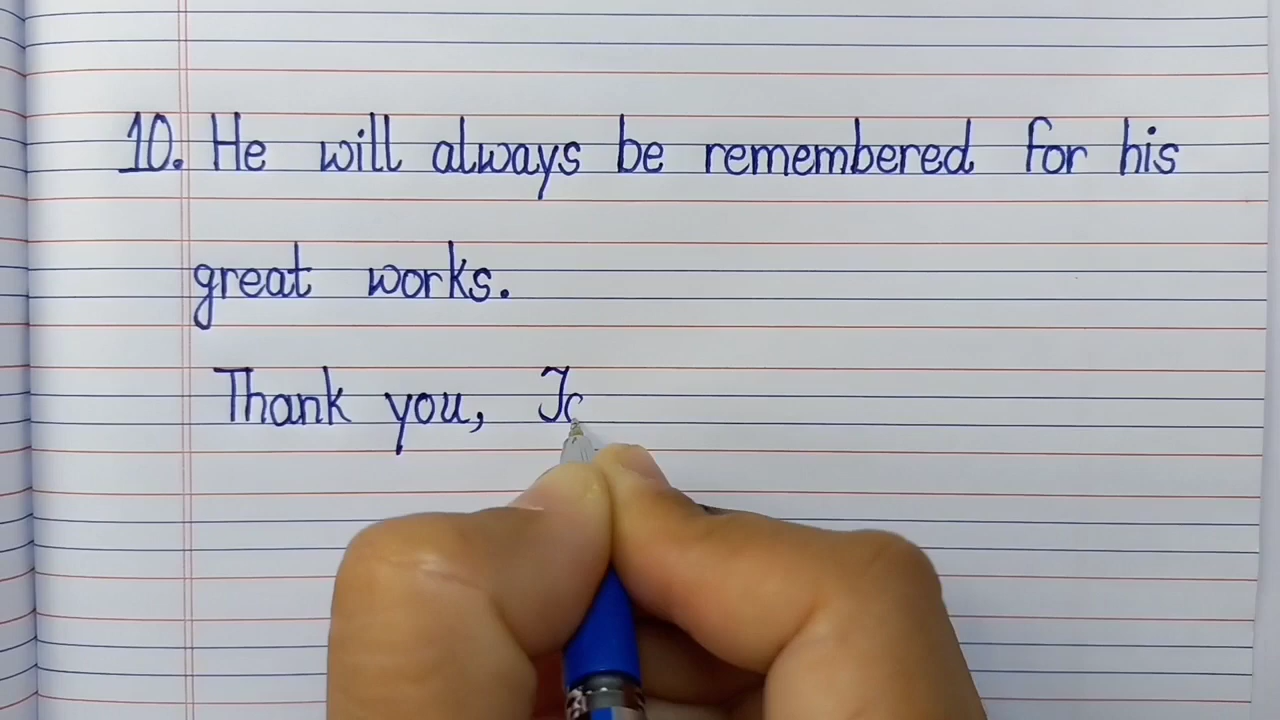 10. He will always be remembered for his
great works.
Thank you,